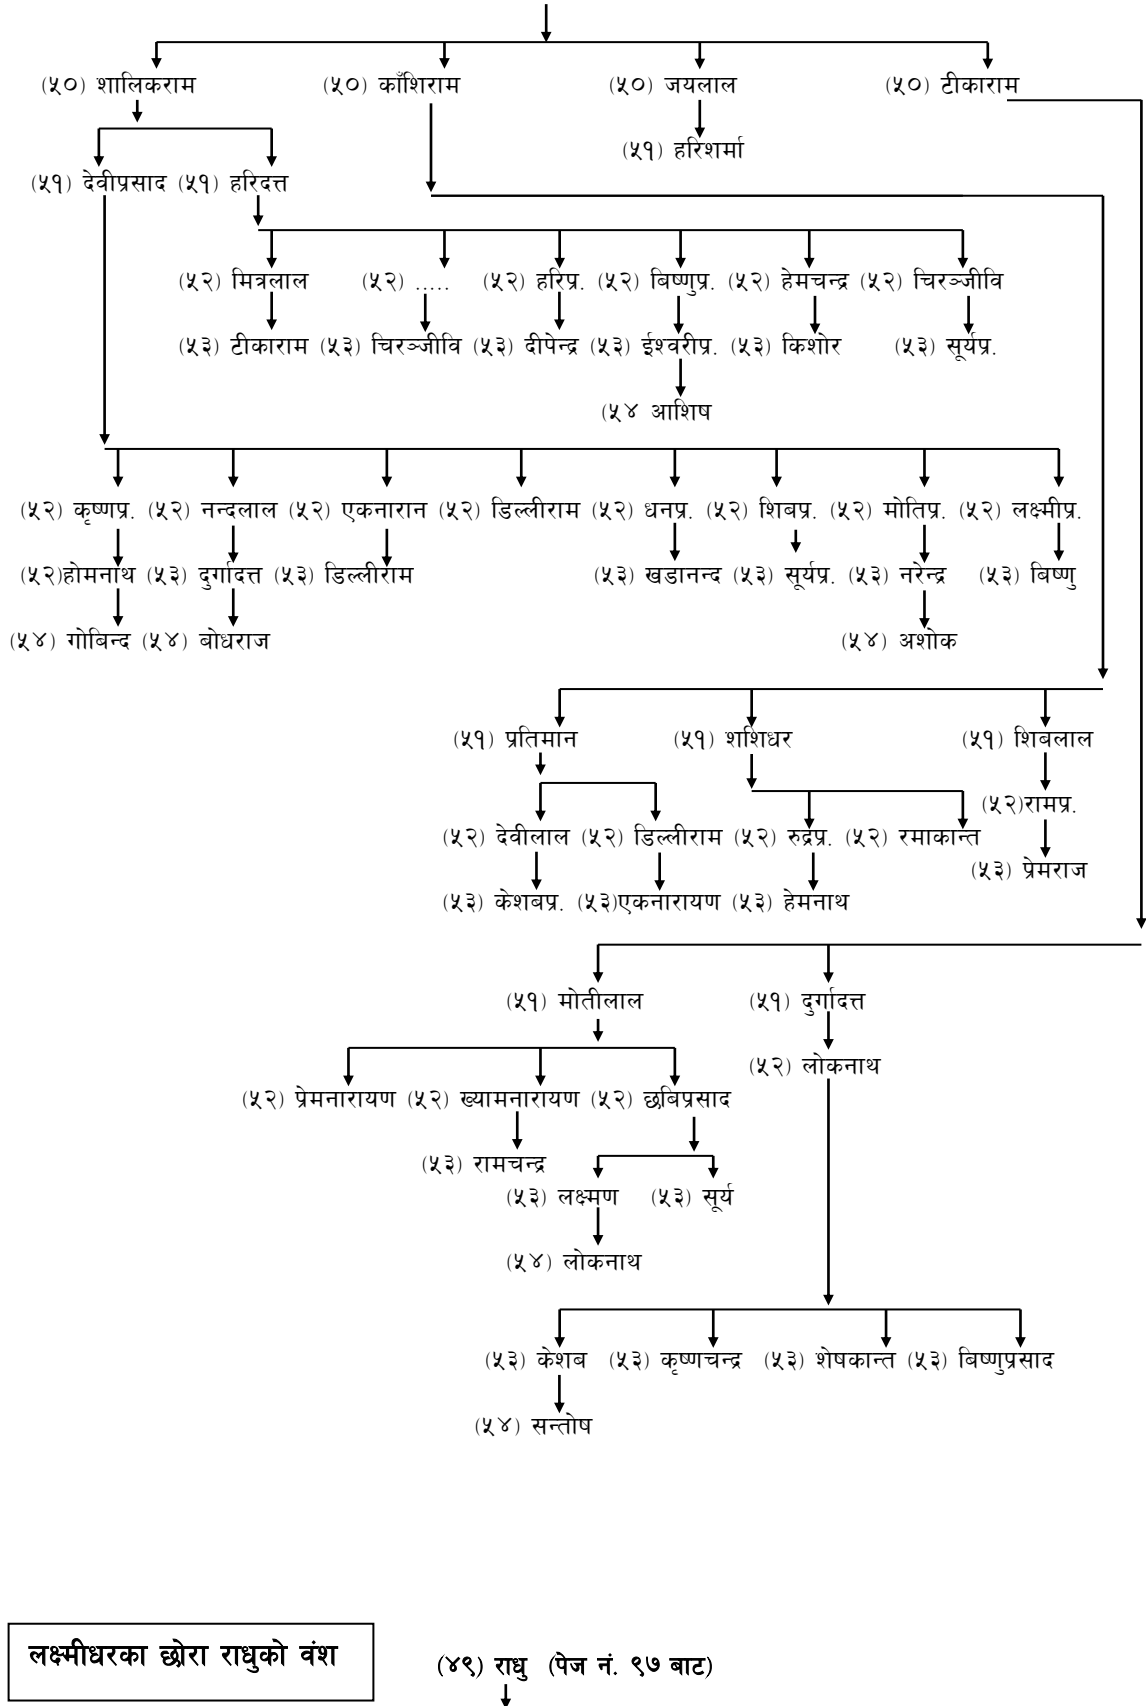 (५०) शालिकराम (५०) काँशिराम (५०) जयलाल (५०) टीकाराम
(५१) हरिशर्मा
(५१) देवीप्रसाद (५१) हरिदत्त
(५२) मित्रलाल (५२) ..... (५२) हरिप्र. (५२) बिष्णुप्र. (५२) हेमचन्द्र (५२) चिरञ्जीवि
(५३) टीकाराम (५३) चिरञ्जीवि (५३) दीपेन्द्र (५३) ईश्वरीप्र. (५३) किशोर (५३) सूर्यप्र.
(५४ आशिष
(५२) कृष्णप्र. (५२) नन्दलाल (५२) एकनारान (५२) डिल्लीराम (५२) धनप्र. (५२) शिबप्र. (५२) मोतिप्र. (५२) लक्ष्मीप्र.
(५२)होमनाथ (५३) दुर्गादत्त (५३) डिल्लीराम (५३) खडानन्द (५३) सूर्यप्र. (५३) नरेन्द्र (५३) बिष्णु
(५४) गोबिन्द (५४) बोधराज (५४) अशोक
(५१) प्रतिमान (५१) शशिधर (५१) शिबलाल
(५२)रामप्र.
(५२) देवीलाल (५२) डिल्लीराम (५२) रुद्रप्र. (५२) रमाकान्त
(५३) प्रेमराज
(५३) केशबप्र. (५३)एकनारायण (५३) हेमनाथ
(५१) मोतीलाल (५१) दुर्गादत्त
(५२) लोकनाथ
(५२) प्रेमनारायण (५२) ख्यामनारायण (५२) छबिप्रसाद
(५३) रामचन्द्र
(५३) लक्ष्मण (५३) सूर्य
(५४) लोकनाथ
(५३) केशब (५३) कृष्णचन्द्र (५३) शेषकान्त (५३) बिष्णुप्रसाद
(५४) सन्तोष
लक्ष्मीधरका छोरा राधुको वंश
(४९) राधु (पेज नं. ९७ बाट)